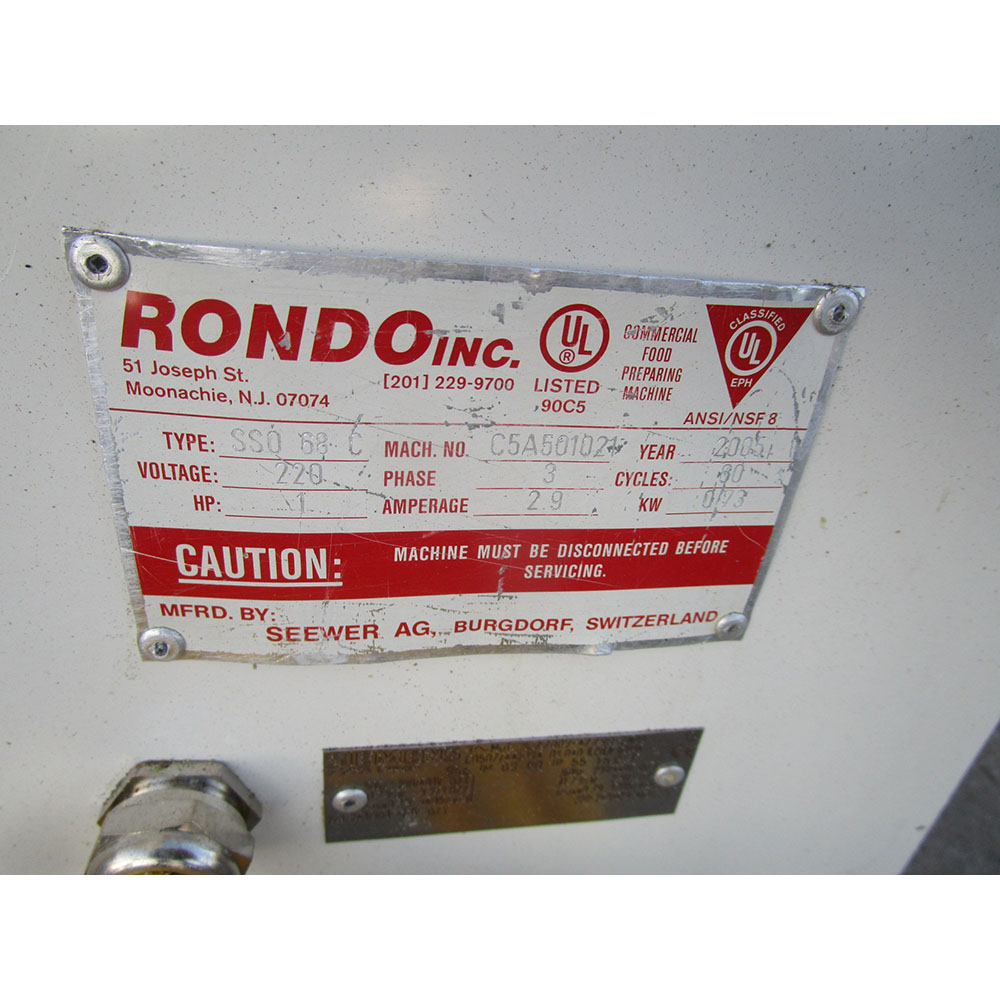 RONDO INC.
51 Joseph St.
Moonachie, N.J. 07074
[201] 229-9700
UL
®
LISTED
90C5
COMMERCIAL
FOOD
PREPARING
MACHINE
CLASSIFIED
UL
EPH
ANSI/NSF 8
TYPE: SSO 68 C MACH. NO. C5A501021 YEAR 2005
VOLTAGE: 220 PHASE 3 CYCLES: 60
HP: 1 AMPERAGE 2.9 KW 0.73
CAUTION: MACHINE MUST BE DISCONNECTED BEFORE
SERVICING.
MFRD. BY:
SEEWER AG, BURGDORF, SWITZERLAND